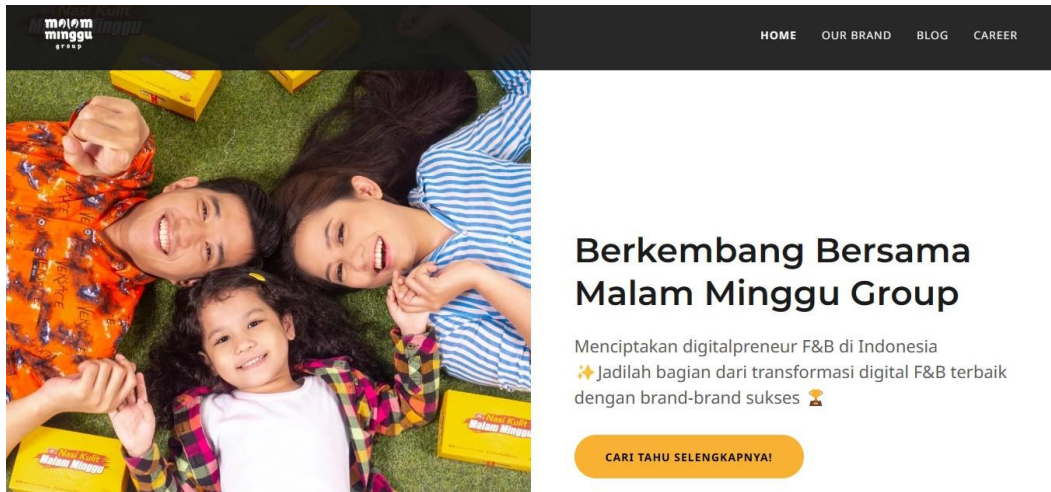 malam
minggu
group
HOME
OUR BRAND
BLOG
CAREER
Berkembang Bersama
Malam Minggu Group
Menciptakan digitalpreneur F&B di Indonesia
✨Jadilah bagian dari transformasi digital F&B terbaik
dengan brand-brand sukses 🏆
CARI TAHU SELENGKAPNYA!
Nasi Kulit
Malam Minggu
Nasi Kulit
Malam Minggu